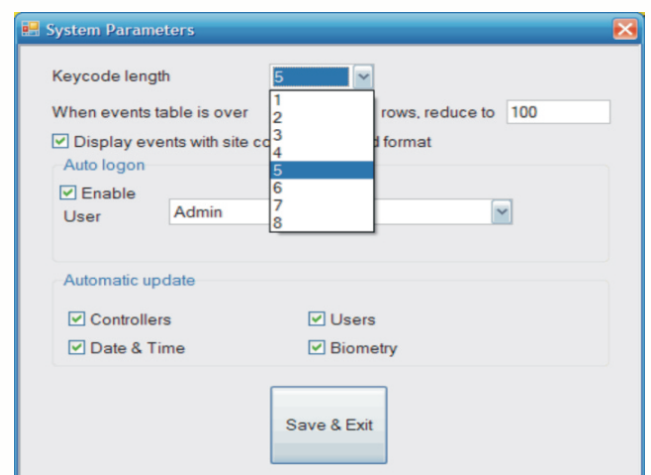 System Parameters
Keycode length 5
1
2
3
4
5
6
7
8
When events table is over rows, reduce to 100
Display events with site co d format
Auto logon
Enable
User Admin
Automatic update
Controllers Users
Date & Time Biometry
Save & Exit